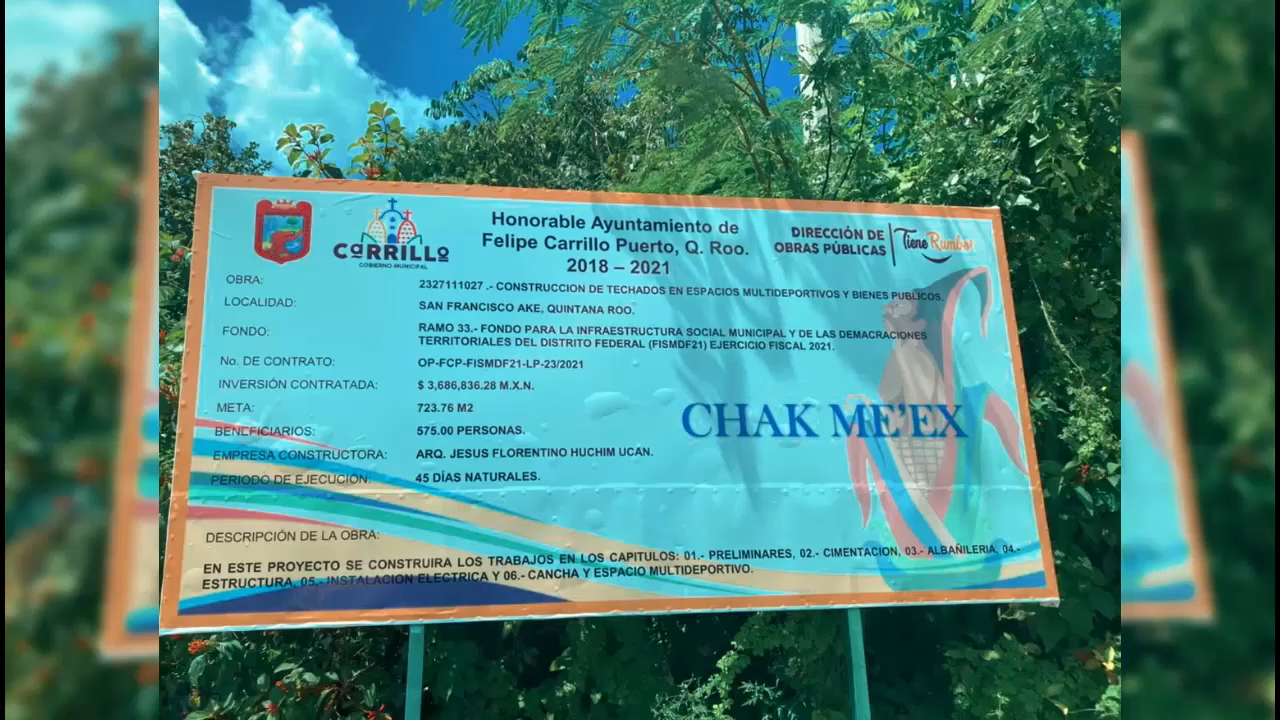 CaRRILLo
GOBIERNO MUNICIPAL
Honorable Ayuntamiento de
Felipe Carrillo Puerto, Q. Roo.
2018 – 2021
DIRECCIÓN DE
OBRAS PÚBLICAS
Tiene Rumbo
OBRA: 2327111027 .- CONSTRUCCION DE TECHADOS EN ESPACIOS MULTIDEPORTIVOS Y BIENES PUBLICOS.
LOCALIDAD: SAN FRANCISCO AKE, QUINTANA ROO.
FONDO: RAMO 33.- FONDO PARA LA INFRAESTRUCTURA SOCIAL MUNICIPAL Y DE LAS DEMACRACIONES
TERRITORIALES DEL DISTRITO FEDERAL (FISMDF21) EJERCICIO FISCAL 2021.
No. DE CONTRATO: OP-FCP-FISMDF21-LP-23/2021
INVERSIÓN CONTRATADA: $ 3,686,836.28 M.X.N.
META: 723.76 M2
BENEFICIARIOS: 575.00 PERSONAS.
EMPRESA CONSTRUCTORA: ARQ. JESUS FLORENTINO HUCHIM UCAN.
PERIODO DE EJECUCIÓN: 45 DÍAS NATURALES.
CHAK ME'EX
DESCRIPCIÓN DE LA OBRA:
EN ESTE PROYECTO SE CONSTRUIRA LOS TRABAJOS EN LOS CAPITULOS: 01.- PRELIMINARES, 02.- CIMENTACION, 03.- ALBAÑILERIA, 04.-
ESTRUCTURA, 05.- INSTALACION ELECTRICA Y 06.- CANCHA Y ESPACIO MULTIDEPORTIVO.